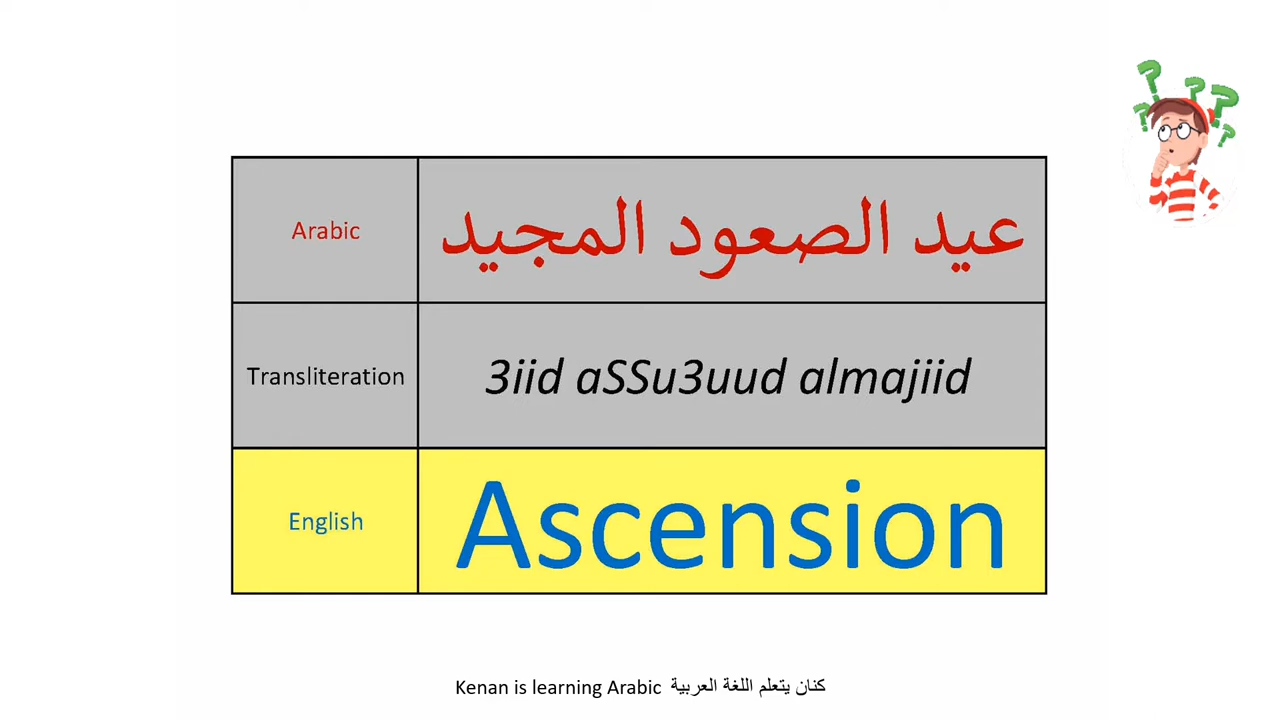 Arabic عيد الصعود المجيد
Transliteration 3iid aSSu3uud almajiid
English Ascension
Kenan is learning Arabic كنان يتعلم اللغة العربية